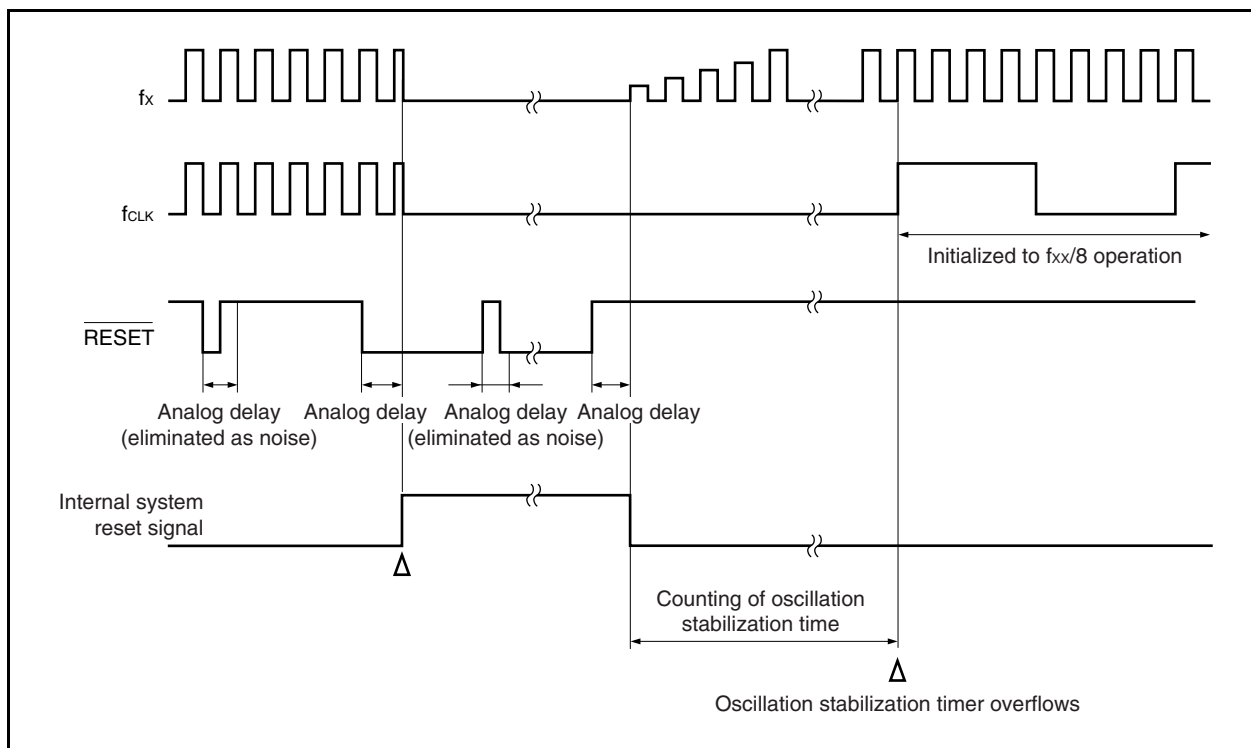 fX
fCLK
Initialized to fXX/8 operation
RESET
Analog delay
(eliminated as noise)
Analog delay
Analog delay
(eliminated as noise)
Analog delay
Internal system
reset signal
Counting of oscillation
stabilization time
Oscillation stabilization timer overflows